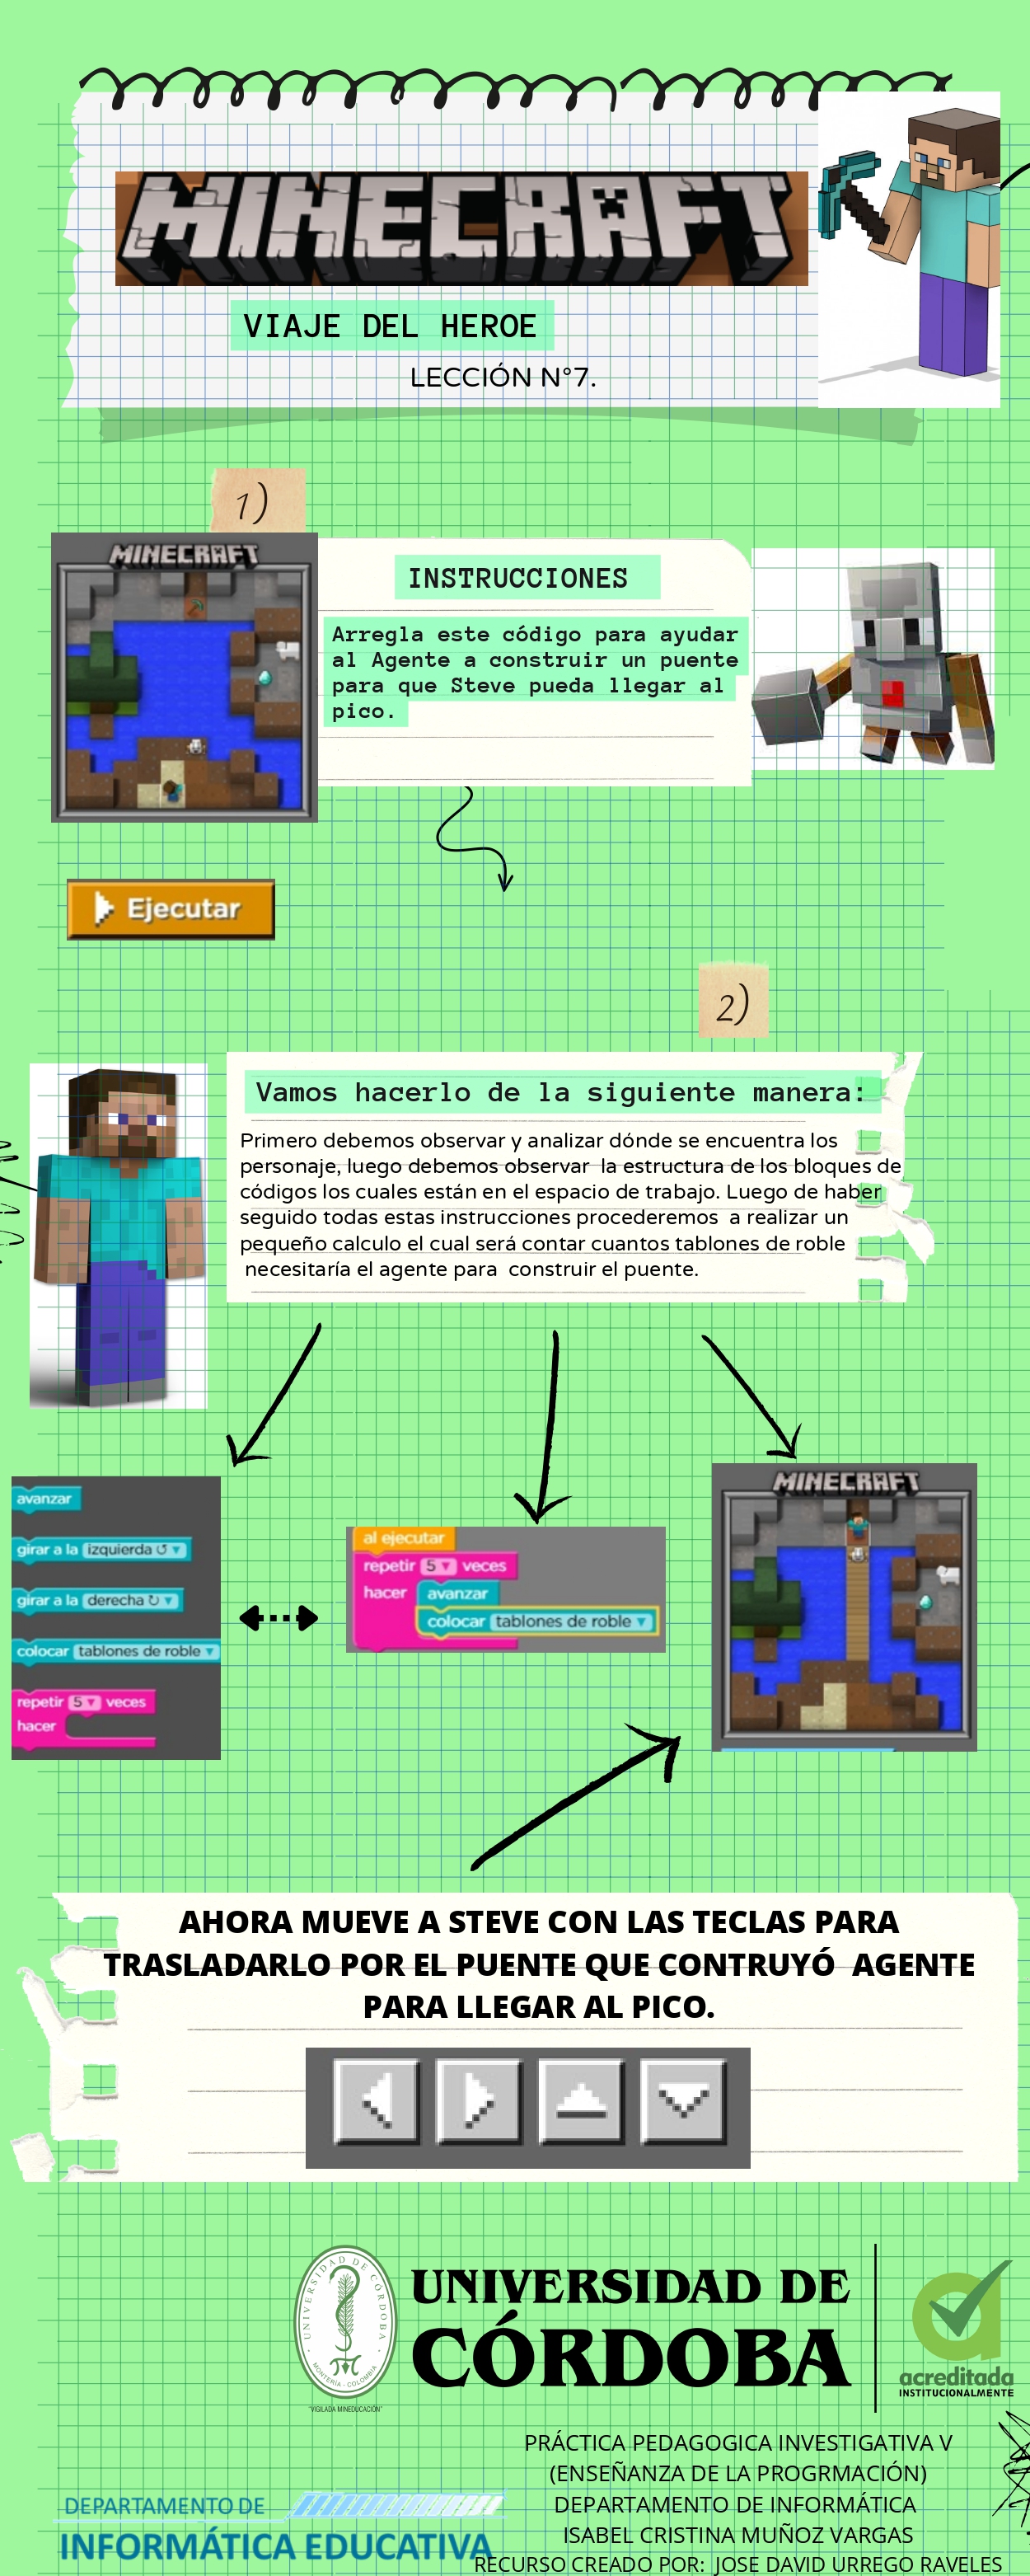 MINECRAFT
VIAJE DEL HEROE
LECCIÓN N°7.
1)
MINECRAFT
INSTRUCCIONES
Arregla este código para ayudar
al Agente a construir un puente
para que Steve pueda llegar al
pico.
Ejecutar
2)
Vamos hacerlo de la siguiente manera:
Primero debemos observar y analizar dónde se encuentra los
personaje, luego debemos observar la estructura de los bloques de
códigos los cuales están en el espacio de trabajo. Luego de haber
seguido todas estas instrucciones procederemos a realizar un
pequeño calculo el cual será contar cuantos tablones de roble
necesitaría el agente para construir el puente.
avanzar
girar a la izquierda ↺ ▼
girar a la derecha ↻ ▼
colocar tablones de roble ▼
repetir 5 ▼ veces
hacer
al ejecutar
repetir 5 ▼ veces
hacer avanzar
colocar tablones de roble ▼
MINECRAFT
AHORA MUEVE A STEVE CON LAS TECLAS PARA
TRASLADARLO POR EL PUENTE QUE CONTRUYÓ AGENTE
PARA LLEGAR AL PICO.
UNIVERSIDAD DE CÓRDOBA
MONTERÍA - COLOMBIA
"VIGILADA MINEDUCACIÓN"
UNIVERSIDAD DE
CÓRDOBA
acreditada
INSTITUCIONALMENTE
PRÁCTICA PEDAGOGICA INVESTIGATIVA V
(ENSEÑANZA DE LA PROGRMACIÓN)
DEPARTAMENTO DE INFORMÁTICA
ISABEL CRISTINA MUÑOZ VARGAS
RECURSO CREADO POR: JOSE DAVID URREGO RAVELES
DEPARTAMENTO DE
INFORMÁTICA EDUCATIVA